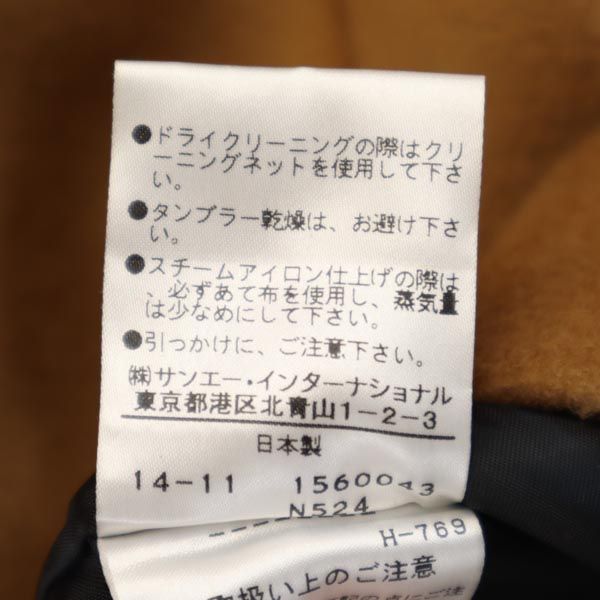 ●ドライクリーニングの際はクリ
ーニングネットを使用して下さ
い。
●タンブラー乾燥は、お避け下さ
い。
●スチームアイロン仕上げの際は
、必ずあて布を使用し、蒸気量
は少なめにして下さい。
●引っかけに、ご注意下さい。
㈱サンエー・インターナショナル
東京都港区北青山1-2-3
日本製
14-11 1560043
N524
H-769
取扱い上のご注意